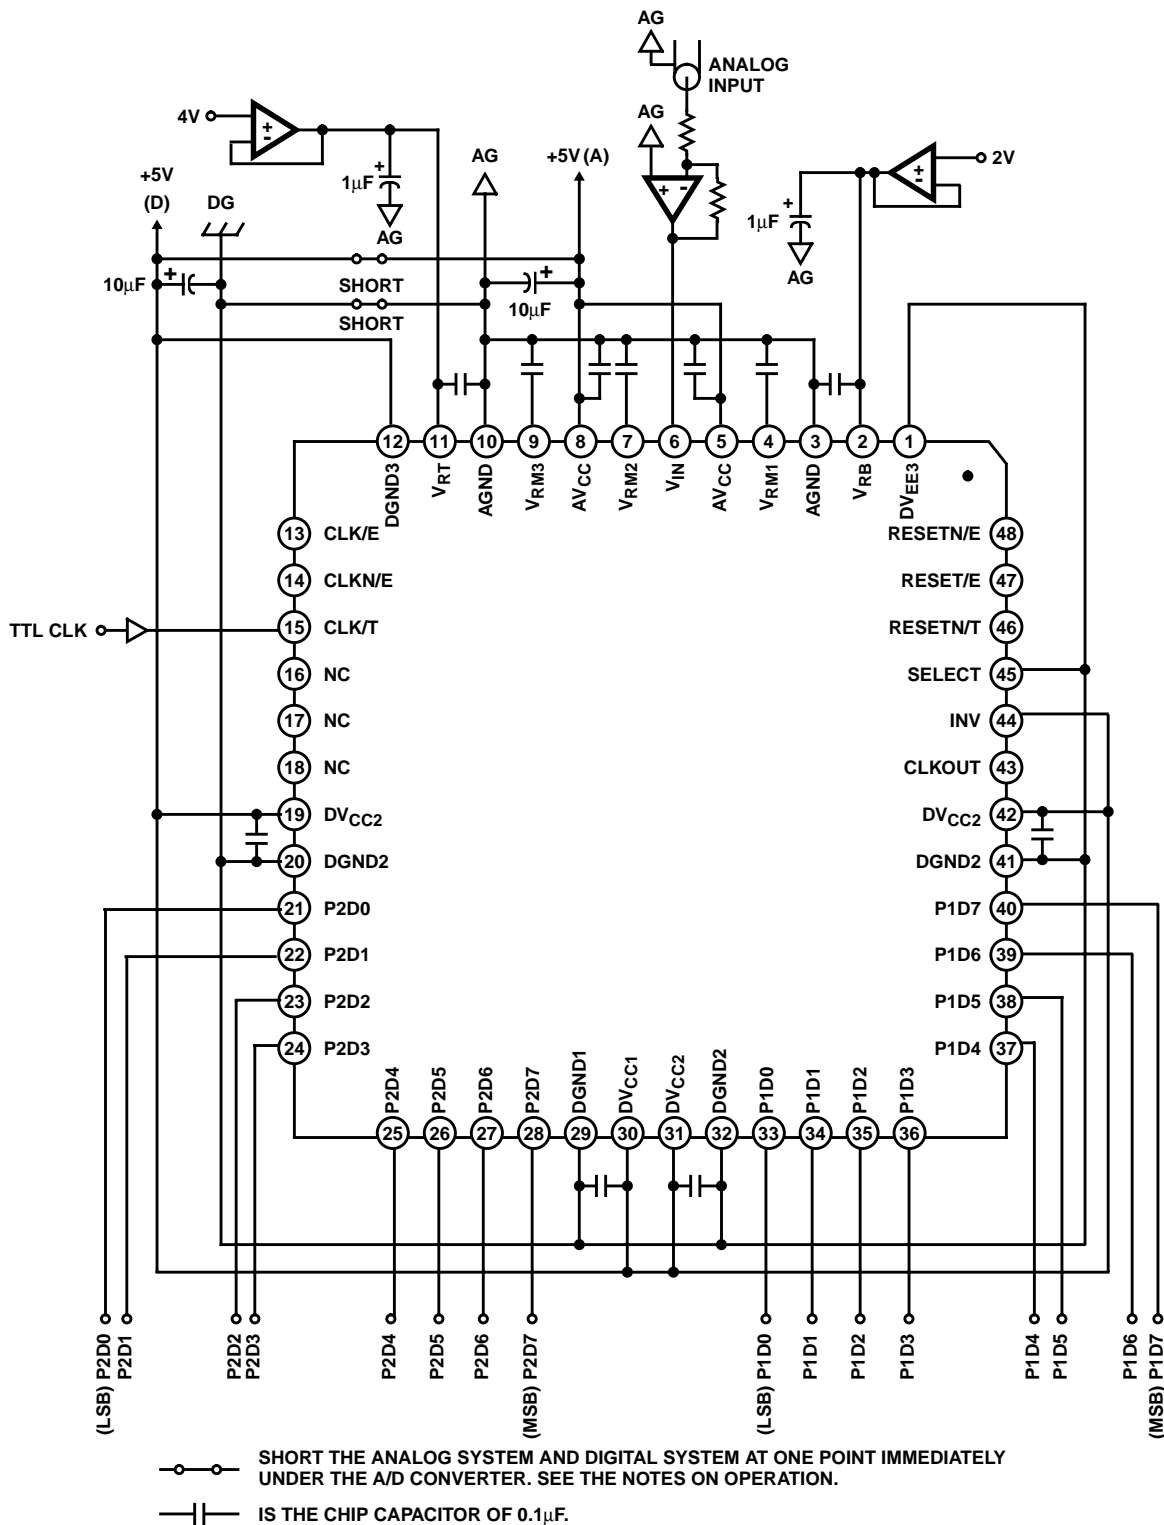 AG
ANALOG
INPUT
4V
AG
+
-
AG
+5V (A)
+
-
+
-
2V
+5V
(D)
DG
1µF
+
AG
1µF
+
AG
10µF
+
SHORT
SHORT
+
10µF
12
11
10
9
8
7
6
5
4
3
2
1
DGND3
VRT
AGND
VRM3
AVCC
VRM2
VIN
AVCC
VRM1
AGND
VRB
DVEE3
13 CLK/E
RESETN/E 48
14 CLKN/E
RESET/E 47
TTL CLK
15 CLK/T
RESETN/T 46
16 NC
SELECT 45
17 NC
INV 44
18 NC
CLKOUT 43
19 DVCC2
DVCC2 42
20 DGND2
DGND2 41
21 P2D0
P1D7 40
22 P2D1
P1D6 39
23 P2D2
P1D5 38
24 P2D3
P1D4 37
P2D4
P2D5
P2D6
P2D7
DGND1
DVCC1
DVCC2
DGND2
P1D0
P1D1
P1D2
P1D3
25
26
27
28
29
30
31
32
33
34
35
36
(LSB) P2D0
P2D1
P2D2
P2D3
P2D4
P2D5
P2D6
(MSB) P2D7
(LSB) P1D0
P1D1
P1D2
P1D3
P1D4
P1D5
P1D6
(MSB) P1D7
SHORT THE ANALOG SYSTEM AND DIGITAL SYSTEM AT ONE POINT IMMEDIATELY
UNDER THE A/D CONVERTER. SEE THE NOTES ON OPERATION.
IS THE CHIP CAPACITOR OF 0.1µF.